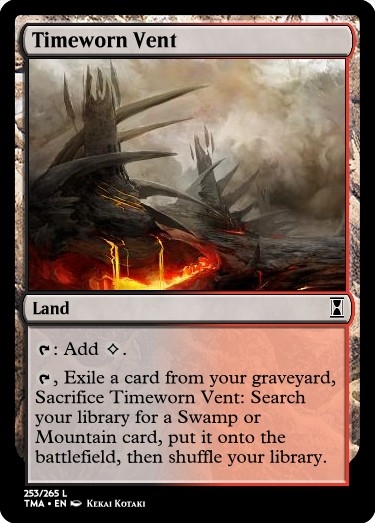 Timeworn Vent
Land
: Add .
, Exile a card from your graveyard,
Sacrifice Timeworn Vent: Search
your library for a Swamp or
Mountain card, put it onto the
battlefield, then shuffle your library.
253/265 L
TMA • EN Kekai Kotaki